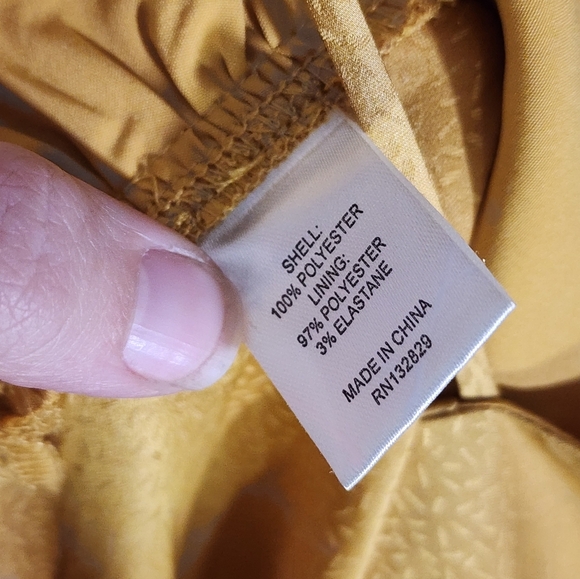 SHELL:
100% POLYESTER
LINING:
97% POLYESTER
3% ELASTANE
MADE IN CHINA
RN132829